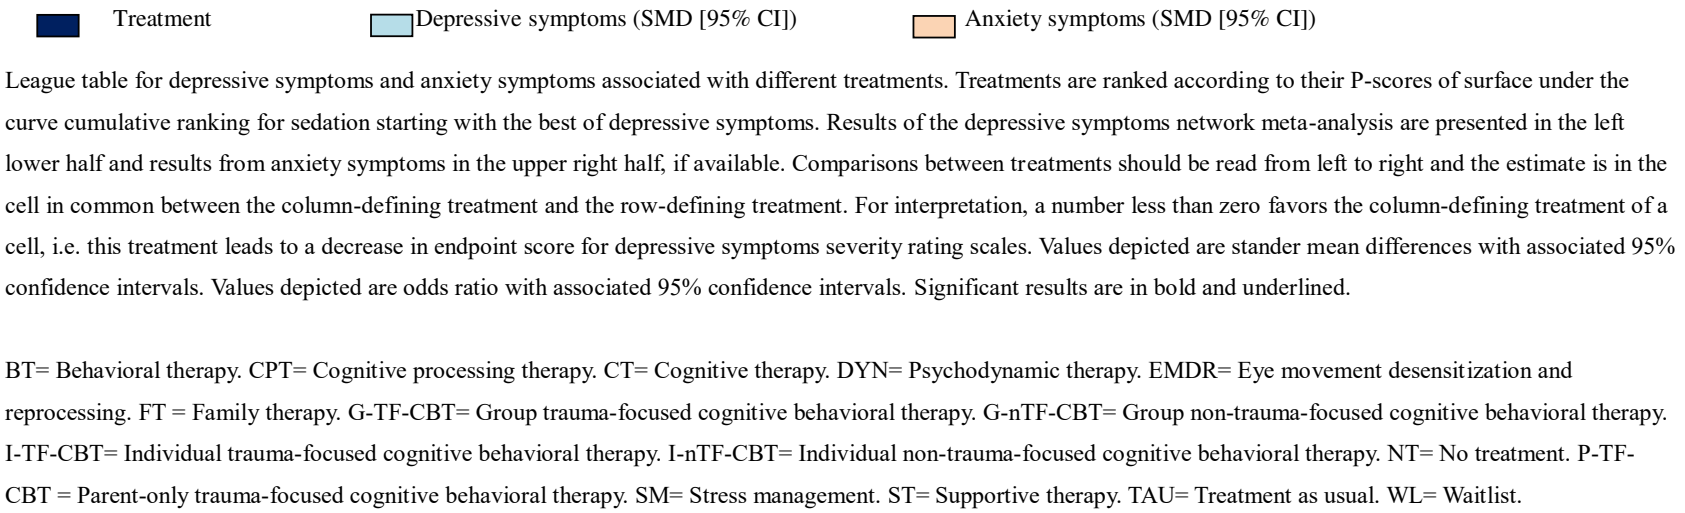 Treatment Depressive symptoms (SMD [95% CI]) Anxiety symptoms (SMD [95% CI])
League table for depressive symptoms and anxiety symptoms associated with different treatments. Treatments are ranked according to their P-scores of surface under the
curve cumulative ranking for sedation starting with the best of depressive symptoms. Results of the depressive symptoms network meta-analysis are presented in the left
lower half and results from anxiety symptoms in the upper right half, if available. Comparisons between treatments should be read from left to right and the estimate is in the
cell in common between the column-defining treatment and the row-defining treatment. For interpretation, a number less than zero favors the column-defining treatment of a
cell, i.e. this treatment leads to a decrease in endpoint score for depressive symptoms severity rating scales. Values depicted are stander mean differences with associated 95%
confidence intervals. Values depicted are odds ratio with associated 95% confidence intervals. Significant results are in bold and underlined.
BT= Behavioral therapy. CPT= Cognitive processing therapy. CT= Cognitive therapy. DYN= Psychodynamic therapy. EMDR= Eye movement desensitization and
reprocessing. FT = Family therapy. G-TF-CBT= Group trauma-focused cognitive behavioral therapy. G-nTF-CBT= Group non-trauma-focused cognitive behavioral therapy.
I-TF-CBT= Individual trauma-focused cognitive behavioral therapy. I-nTF-CBT= Individual non-trauma-focused cognitive behavioral therapy. NT= No treatment. P-TF-
CBT = Parent-only trauma-focused cognitive behavioral therapy. SM= Stress management. ST= Supportive therapy. TAU= Treatment as usual. WL= Waitlist.